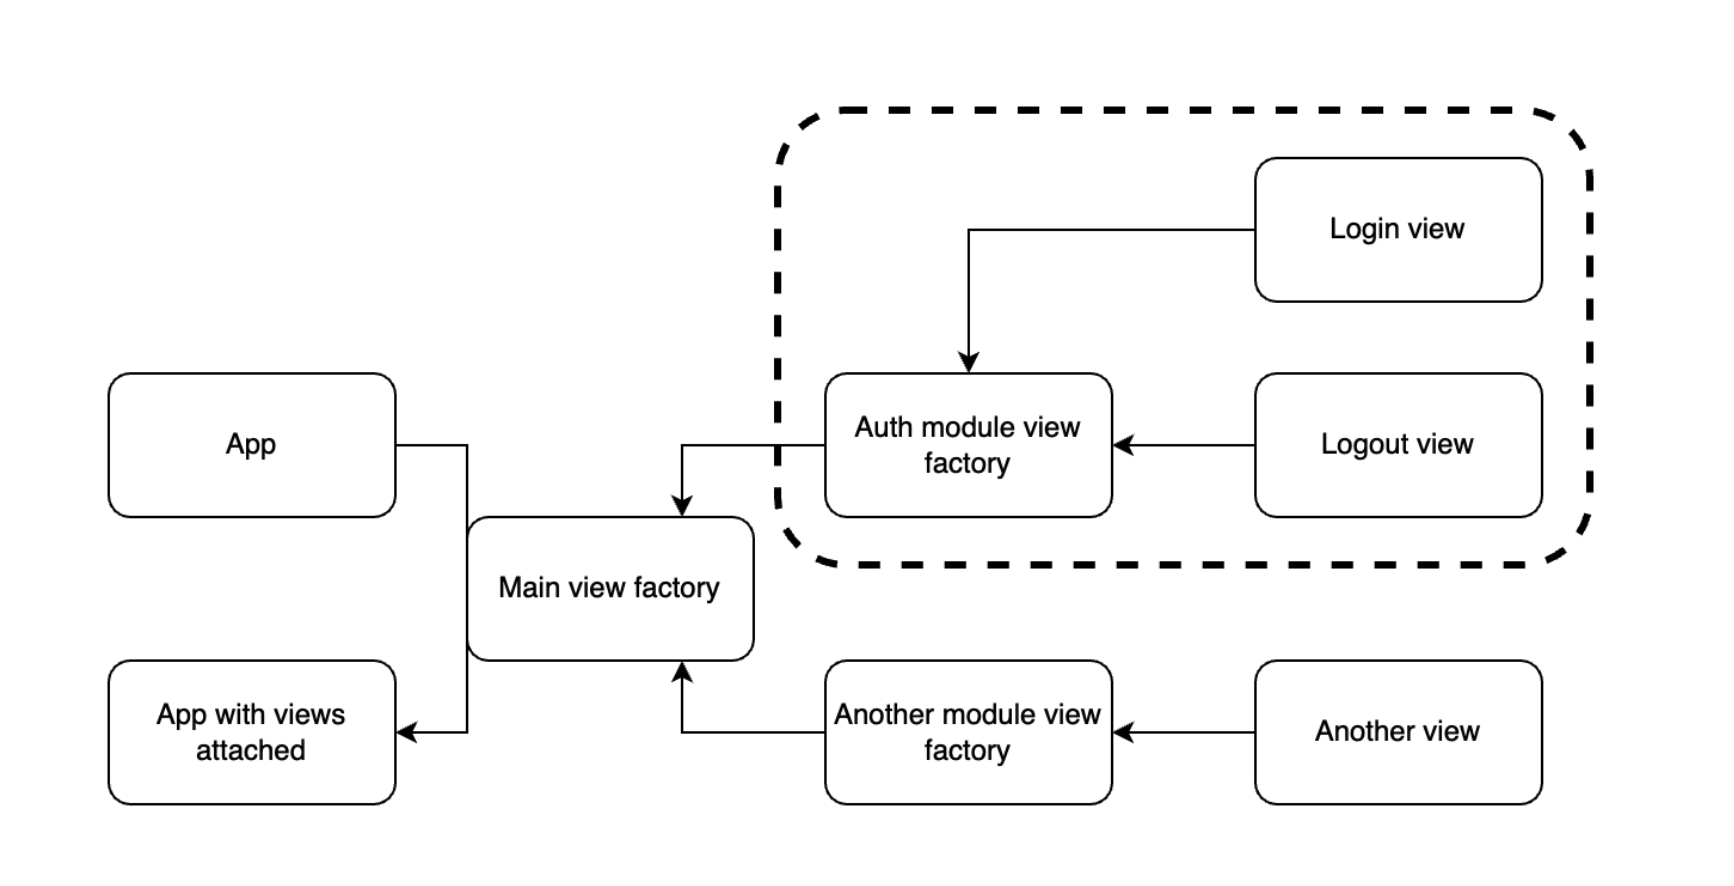 Login view
App
Auth module view
factory
Logout view
Main view factory
App with views
attached
Another module view
factory
Another view